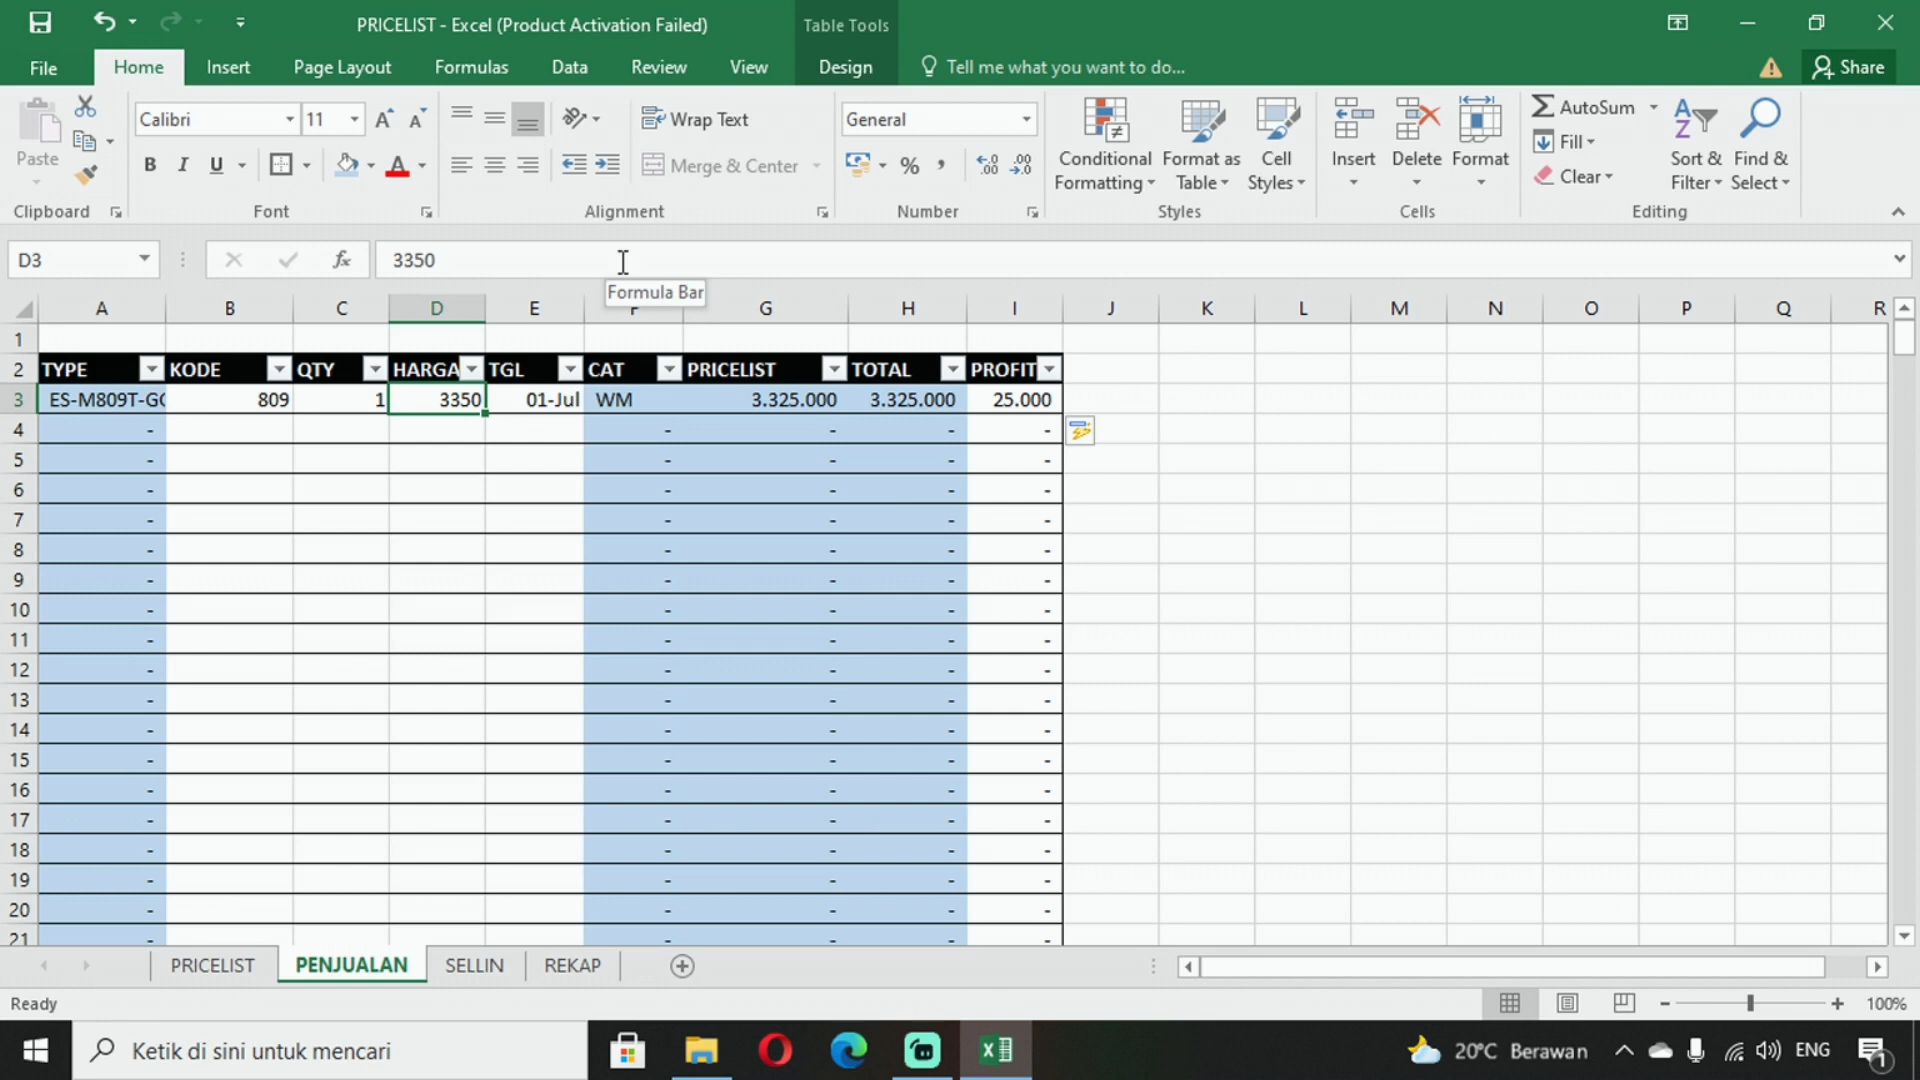 PRICELIST - Excel (Product Activation Failed)
Table Tools
File
Home
Insert
Page Layout
Formulas
Data
Review
View
Design
Tell me what you want to do...
Share
Paste
Clipboard
Calibri
11
B I U
A
Font
Wrap Text
Merge & Center
Alignment
General
%
Number
Conditional Formatting
Format as Table
Cell Styles
Styles
Insert
Delete
Format
Cells
AutoSum
Fill
Clear
Sort & Filter
Find & Select
Editing
D3
fx
3350
Formula Bar
A B C D E F G H I J K L M N O P Q R
1
2 TYPE KODE QTY HARGA TGL CAT PRICELIST TOTAL PROFIT
3 ES-M809T-GC 809 1 3350 01-Jul WM 3.325.000 3.325.000 25.000
4 - - - - -
5 - - - - -
6 - - - - -
7 - - - - -
8 - - - - -
9 - - - - -
10 - - - - -
11 - - - - -
12 - - - - -
13 - - - - -
14 - - - - -
15 - - - - -
16 - - - - -
17 - - - - -
18 - - - - -
19 - - - - -
20 - - - - -
21 - - - - -
PRICELIST
PENJUALAN
SELLIN
REKAP
Ready
100%
Ketik di sini untuk mencari
20°C Berawan
ENG
1